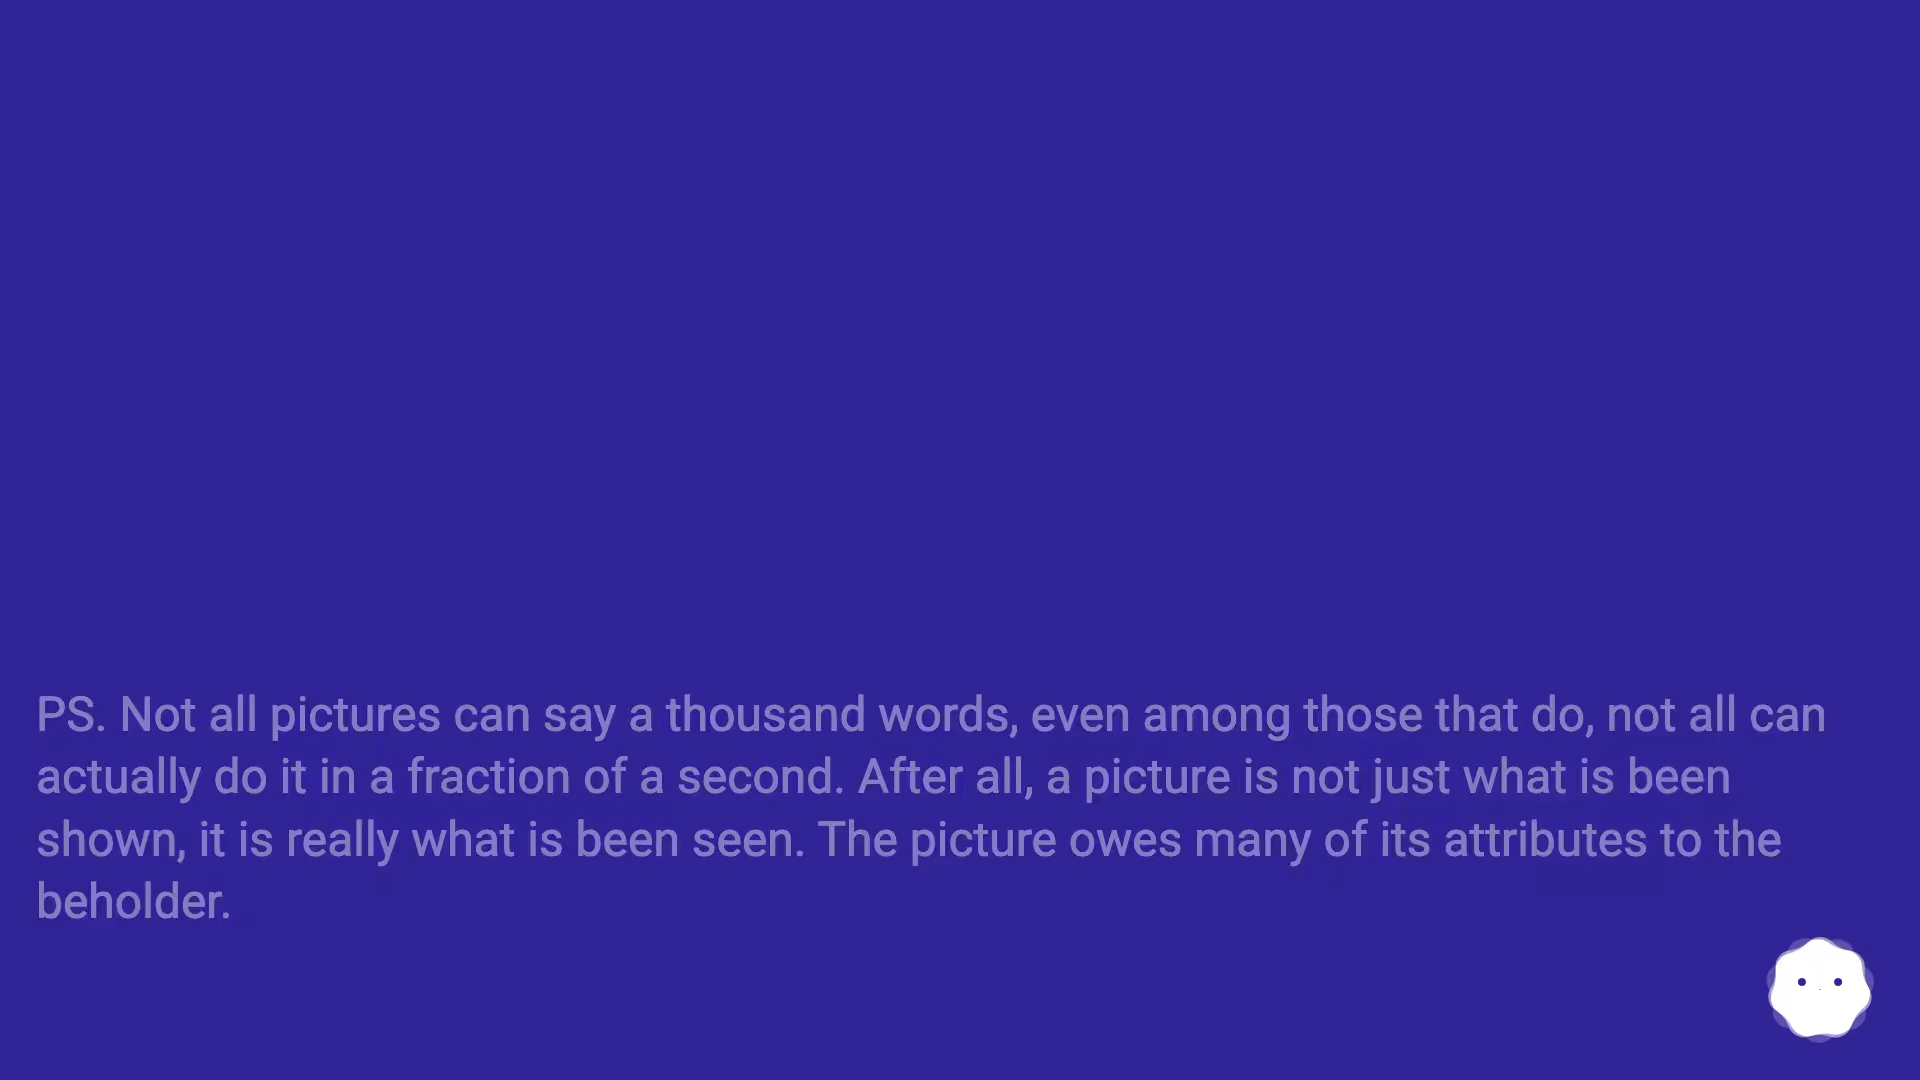 PS. Not all pictures can say a thousand words, even among those that do, not all can
actually do it in a fraction of a second. After all, a picture is not just what is been
shown, it is really what is been seen. The picture owes many of its attributes to the
beholder.